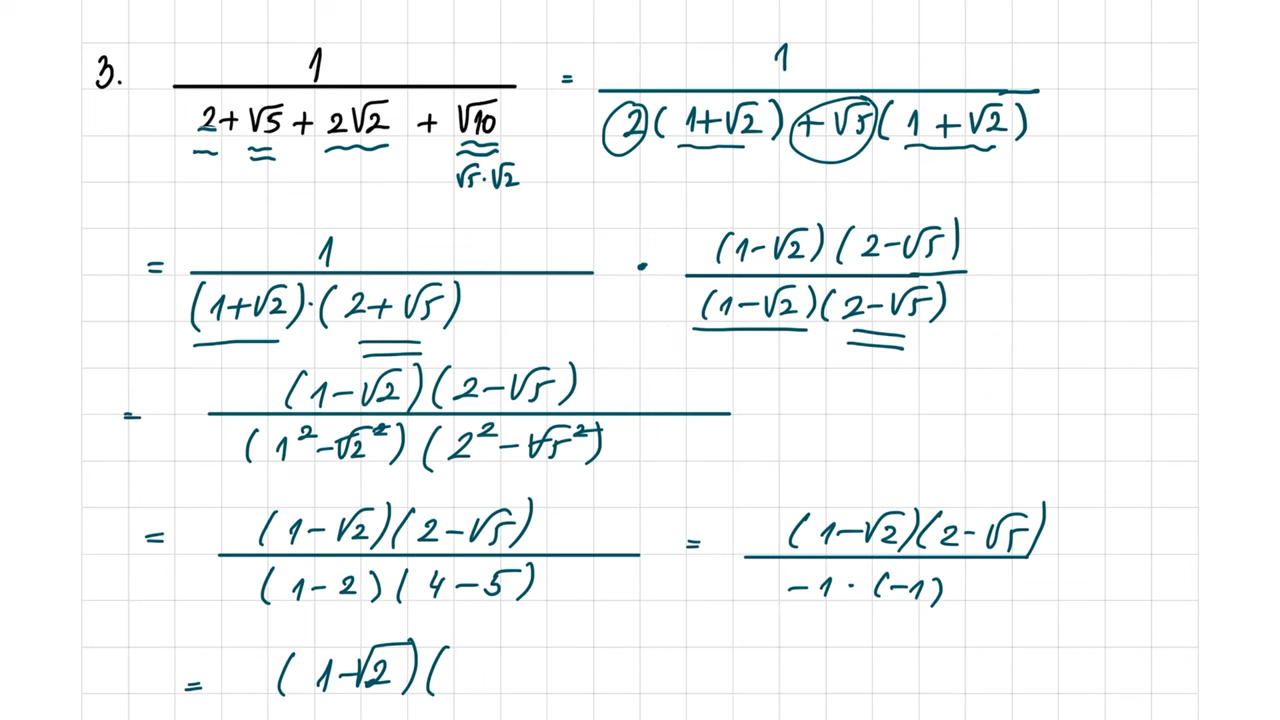 3. 1 / (2 + √5 + 2√2 + √10) = 1 / (2(1+√2) + √5(1+√2))
√5·√2
= 1 / ((1+√2)·(2+√5)) · (1-√2)(2-√5) / ((1-√2)(2-√5))
= (1-√2)(2-√5) / ((1²-√2²)(2²-√5²))
= (1-√2)(2-√5) / ((1-2)(4-5)) = (1-√2)(2-√5) / (-1·(-1))
= (1-√2)(